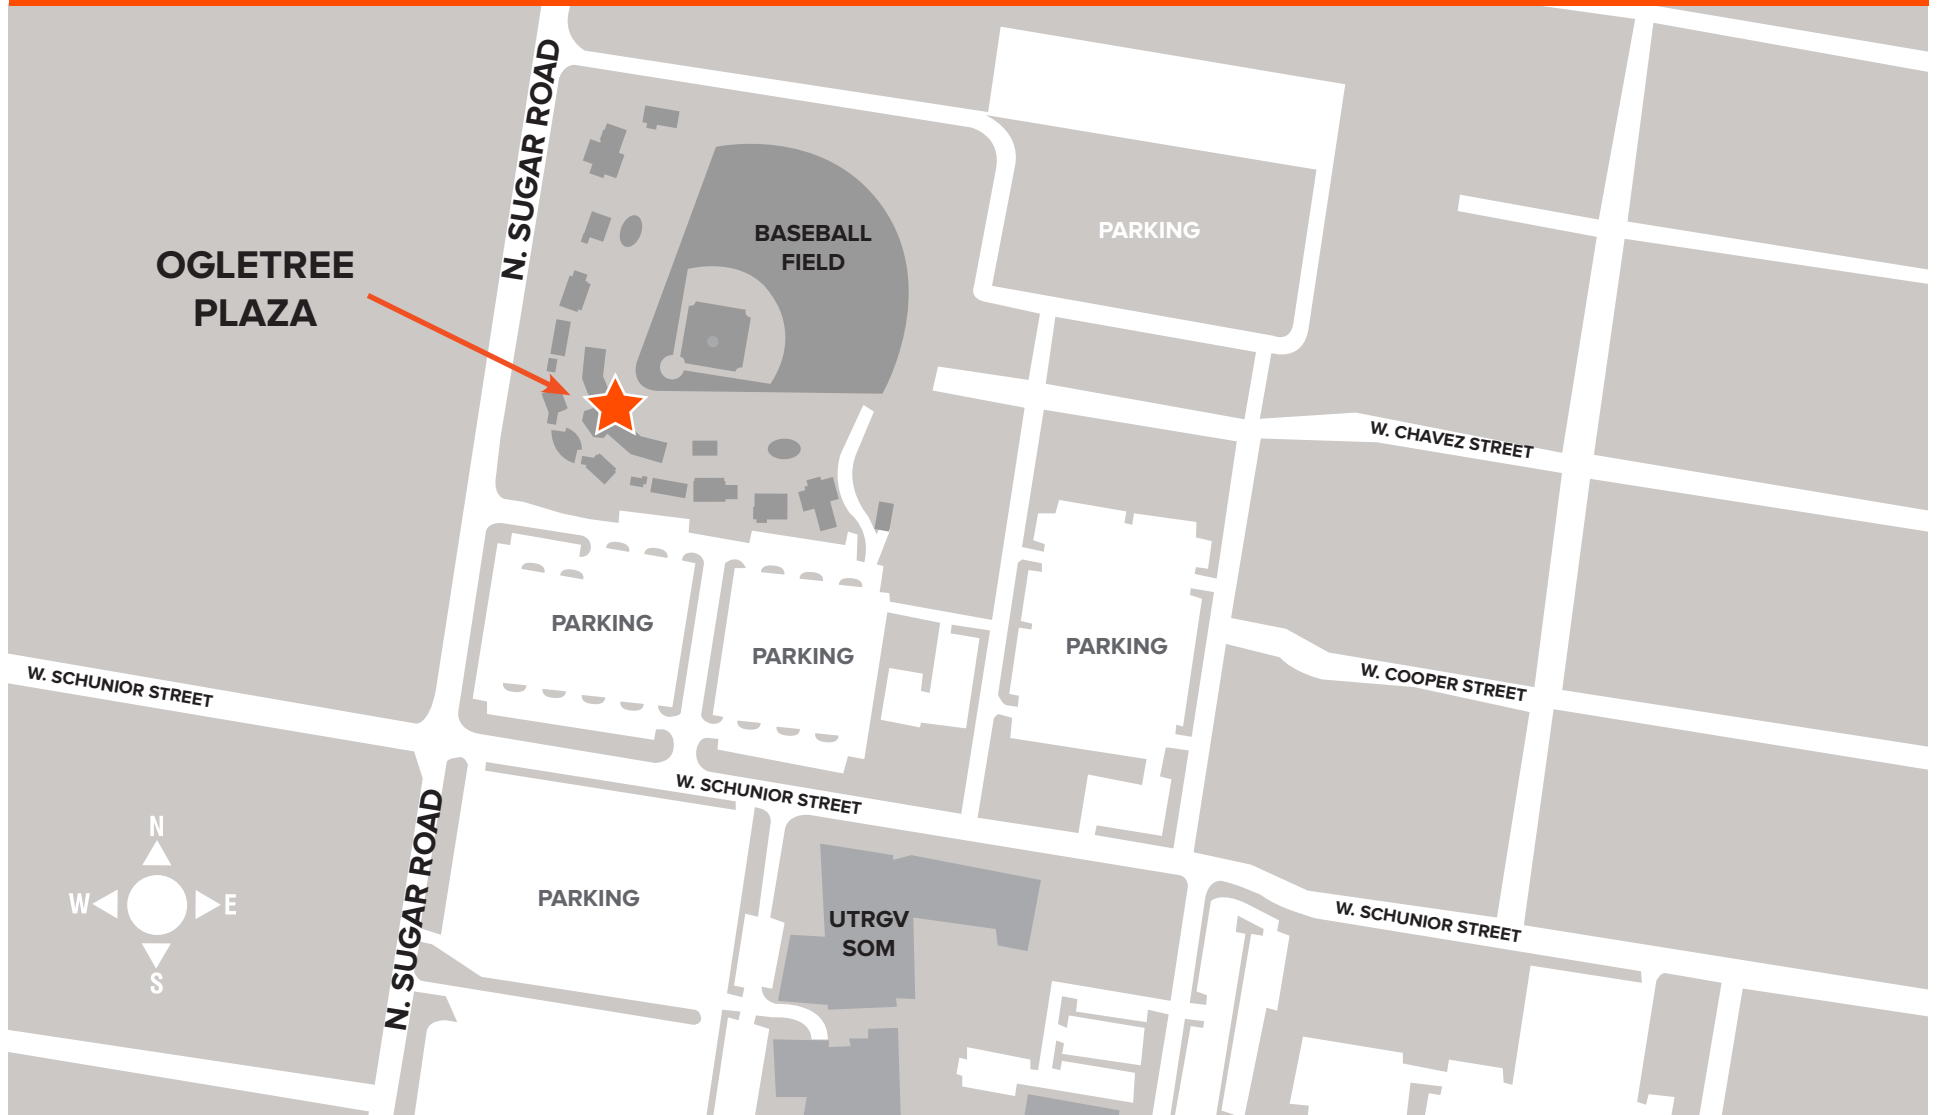 N. SUGAR ROAD
OGLETREE
PLAZA
BASEBALL
FIELD
PARKING
W. CHAVEZ STREET
PARKING
PARKING
PARKING
W. SCHUNIOR STREET
W. COOPER STREET
W. SCHUNIOR STREET
N. SUGAR ROAD
N
W
E
S
PARKING
UTRGV
SOM
W. SCHUNIOR STREET